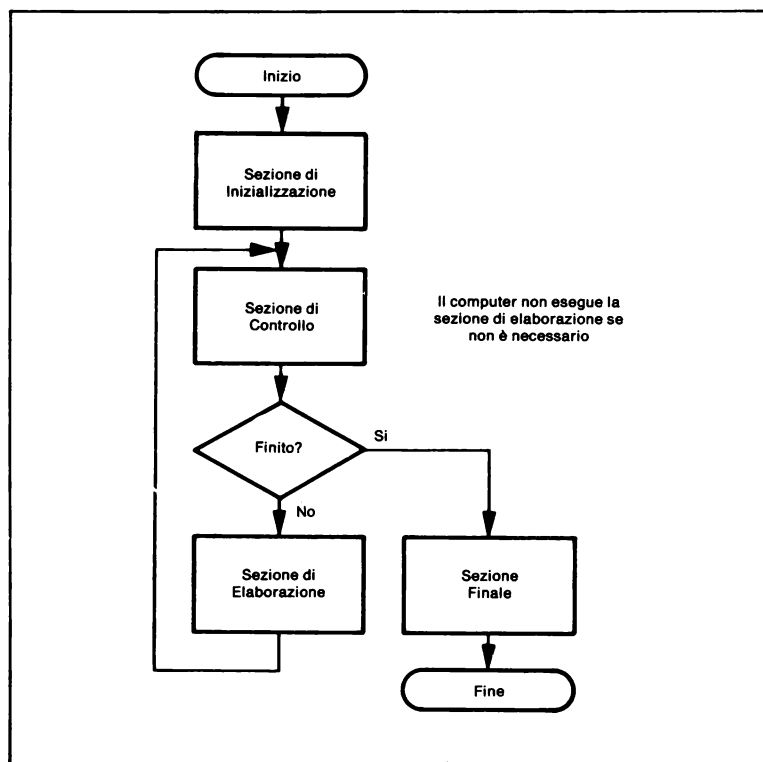 Inizio
Sezione di
Inizializzazione
Sezione di
Controllo
Il computer non esegue la
sezione di elaborazione se
non è necessario
Finito?
Si
No
Sezione di
Elaborazione
Sezione
Finale
Fine